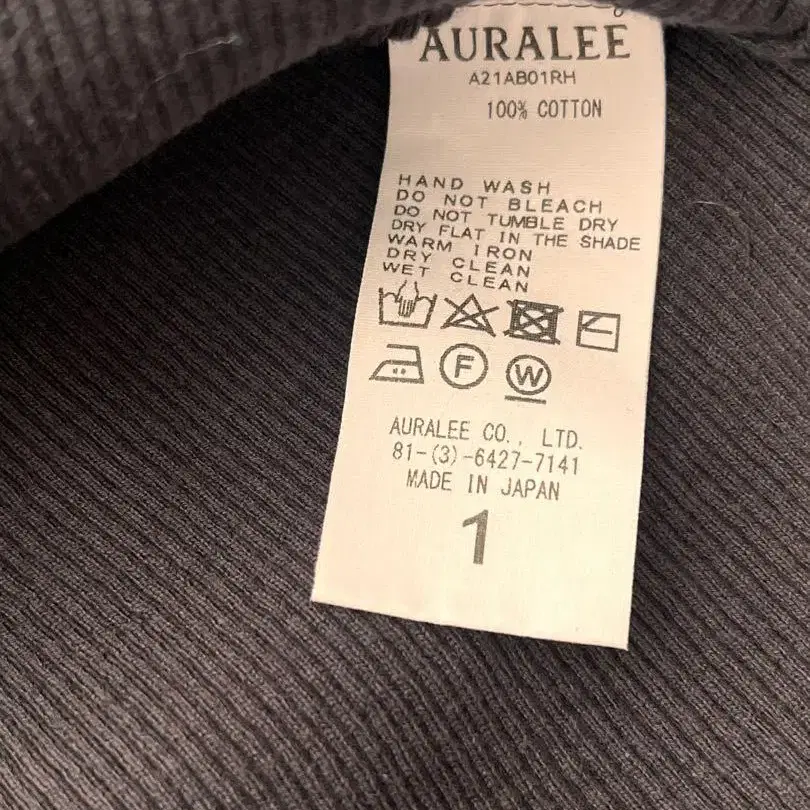 AURALEE
A21AB01RH
100% COTTON
HAND WASH
DO NOT BLEACH
DO NOT TUMBLE DRY
DRY FLAT IN THE SHADE
WARM IRON
DRY CLEAN
WET CLEAN
F W
AURALEE CO., LTD.
81-(3)-6427-7141
MADE IN JAPAN
1